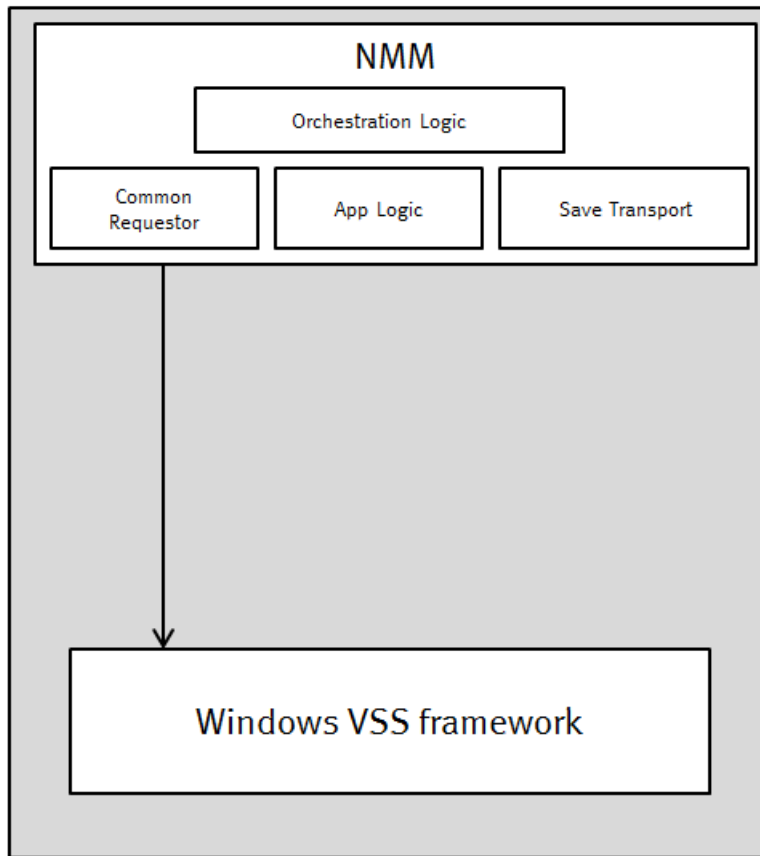 NMM
Orchestration Logic
Common
Requestor
App Logic
Save Transport
Windows VSS framework